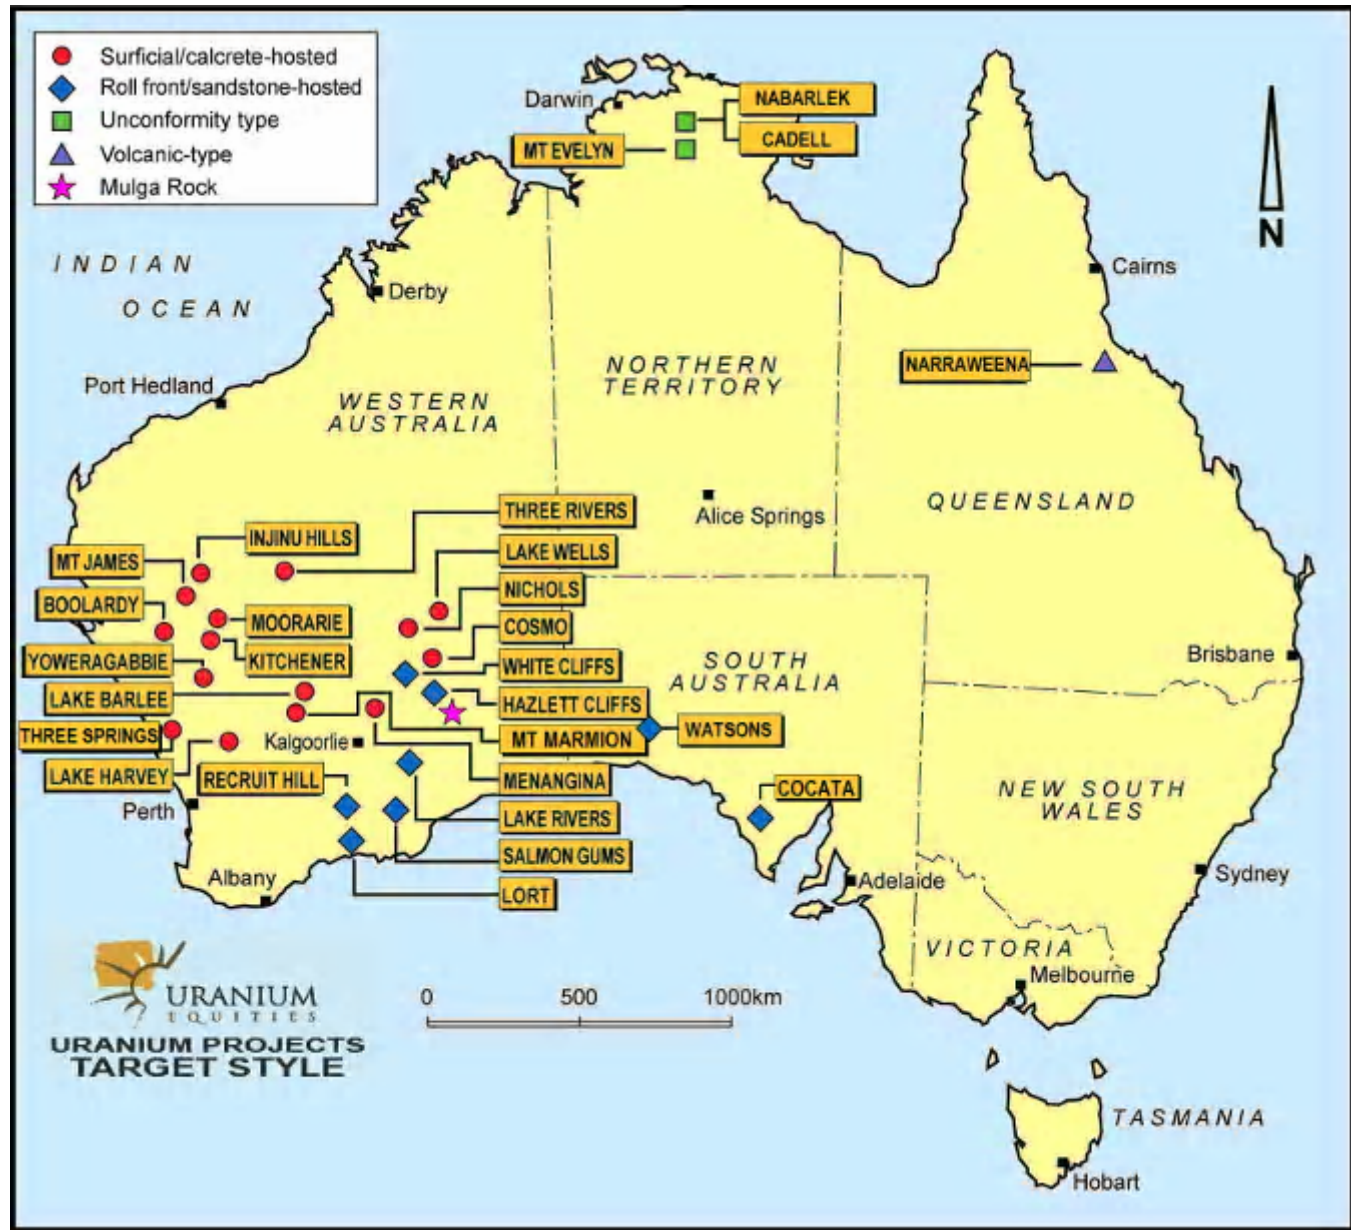 Surficial/calcrete-hosted
Roll front/sandstone-hosted
Unconformity type
Volcanic-type
Mulga Rock
Darwin
NABARLEK
CADELL
MT EVELYN
N
INDIAN
OCEAN
Derby
Cairns
Port Hedland
WESTERN
AUSTRALIA
NORTHERN
TERRITORY
NARRAWEENA
QUEENSLAND
Alice Springs
THREE RIVERS
INJINU HILLS
LAKE WELLS
MT JAMES
NICHOLS
BOOLARDY
MOORARIE
COSMO
YOWERAGABBIE
KITCHENER
WHITE CLIFFS
SOUTH
AUSTRALIA
Brisbane
LAKE BARLEE
HAZLETT CLIFFS
WATSONS
THREE SPRINGS
Kalgoorlie
MT MARMION
LAKE HARVEY
RECRUIT HILL
MENANGINA
COCATA
NEW SOUTH
WALES
Perth
LAKE RIVERS
SALMON GUMS
Albany
LORT
Adelaide
Sydney
VICTORIA
Melbourne
URANIUM
EQUITIES
URANIUM PROJECTS
TARGET STYLE
0 500 1000km
TASMANIA
Hobart